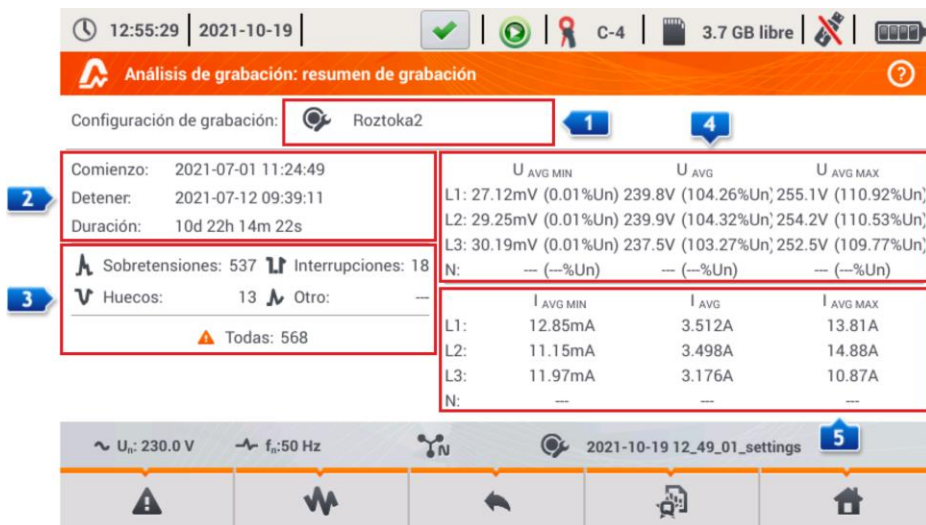 12:55:29 2021-10-19 C-4 3.7 GB libre
Análisis de grabación: resumen de grabación ?
Configuración de grabación: Roztoka2 1
4
2
Comienzo: 2021-07-01 11:24:49
Detener: 2021-07-12 09:39:11
Duración: 10d 22h 14m 22s
U AVG MIN U AVG U AVG MAX
L1: 27.12mV (0.01%Un) 239.8V (104.26%Un) 255.1V (110.92%Un)
L2: 29.25mV (0.01%Un) 239.9V (104.32%Un) 254.2V (110.53%Un)
L3: 30.19mV (0.01%Un) 237.5V (103.27%Un) 252.5V (109.77%Un)
N: --- (---%Un) --- (---%Un) --- (---%Un)
3
Sobretensiones: 537 Interrupciones: 18
Huecos: 13 Otro: ---
Todas: 568
I AVG MIN I AVG I AVG MAX
L1: 12.85mA 3.512A 13.81A
L2: 11.15mA 3.498A 14.88A
L3: 11.97mA 3.176A 10.87A
N: --- --- ---
5
Un: 230.0 V fn:50 Hz N 2021-10-19 12_49_01_settings